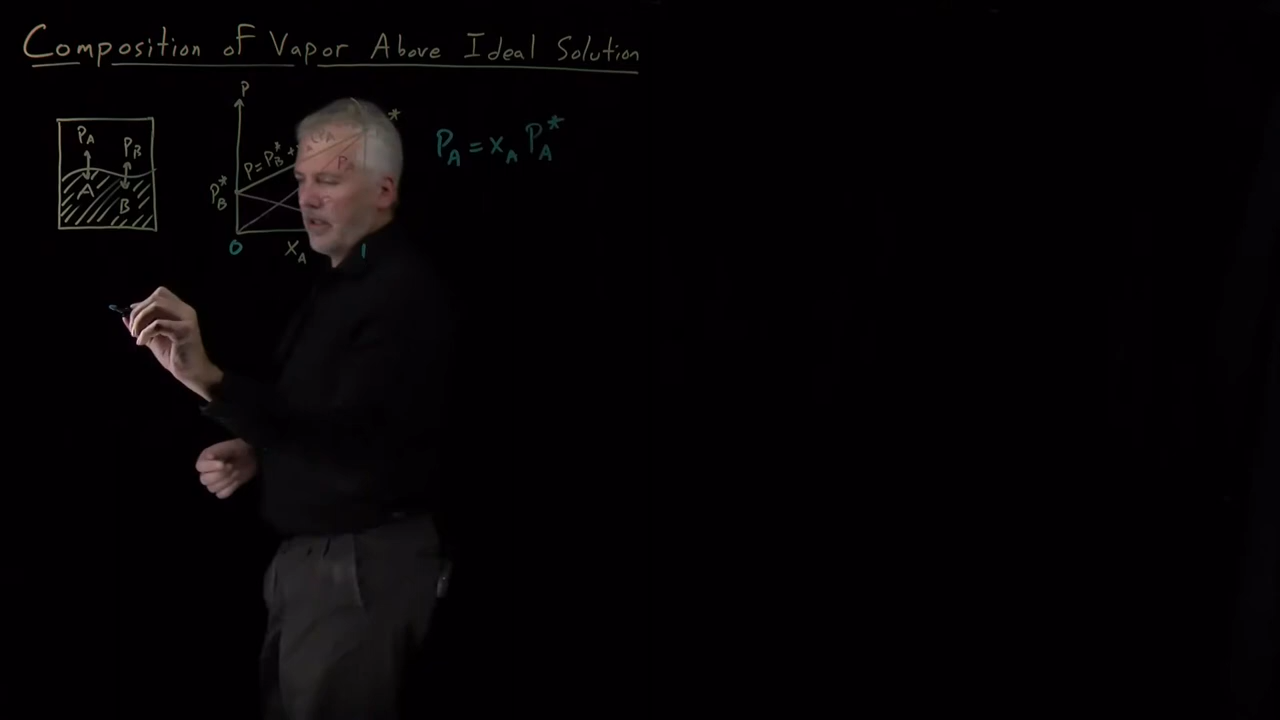 Composition of Vapor Above Ideal Solution
P_A
P_B
A
B
P
P_B^*
P = P_B^* +
*
0
X_A
1
P_A = X_A P_A^*